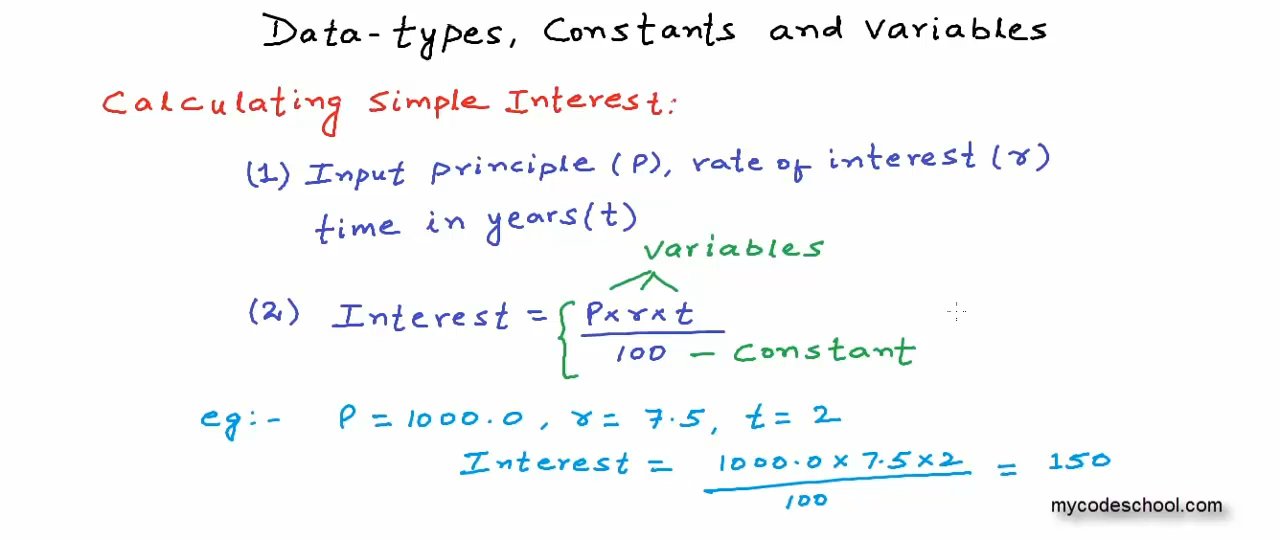 Data-types, Constants and Variables
Calculating Simple Interest:
(1) Input principle (P), rate of interest (r)
time in years (t)
Variables
(2) Interest = { P x r x t
100 - Constant
eg:- P = 1000.0, r = 7.5, t = 2
Interest = 1000.0 x 7.5 x 2 = 150
100
mycodeschool.com